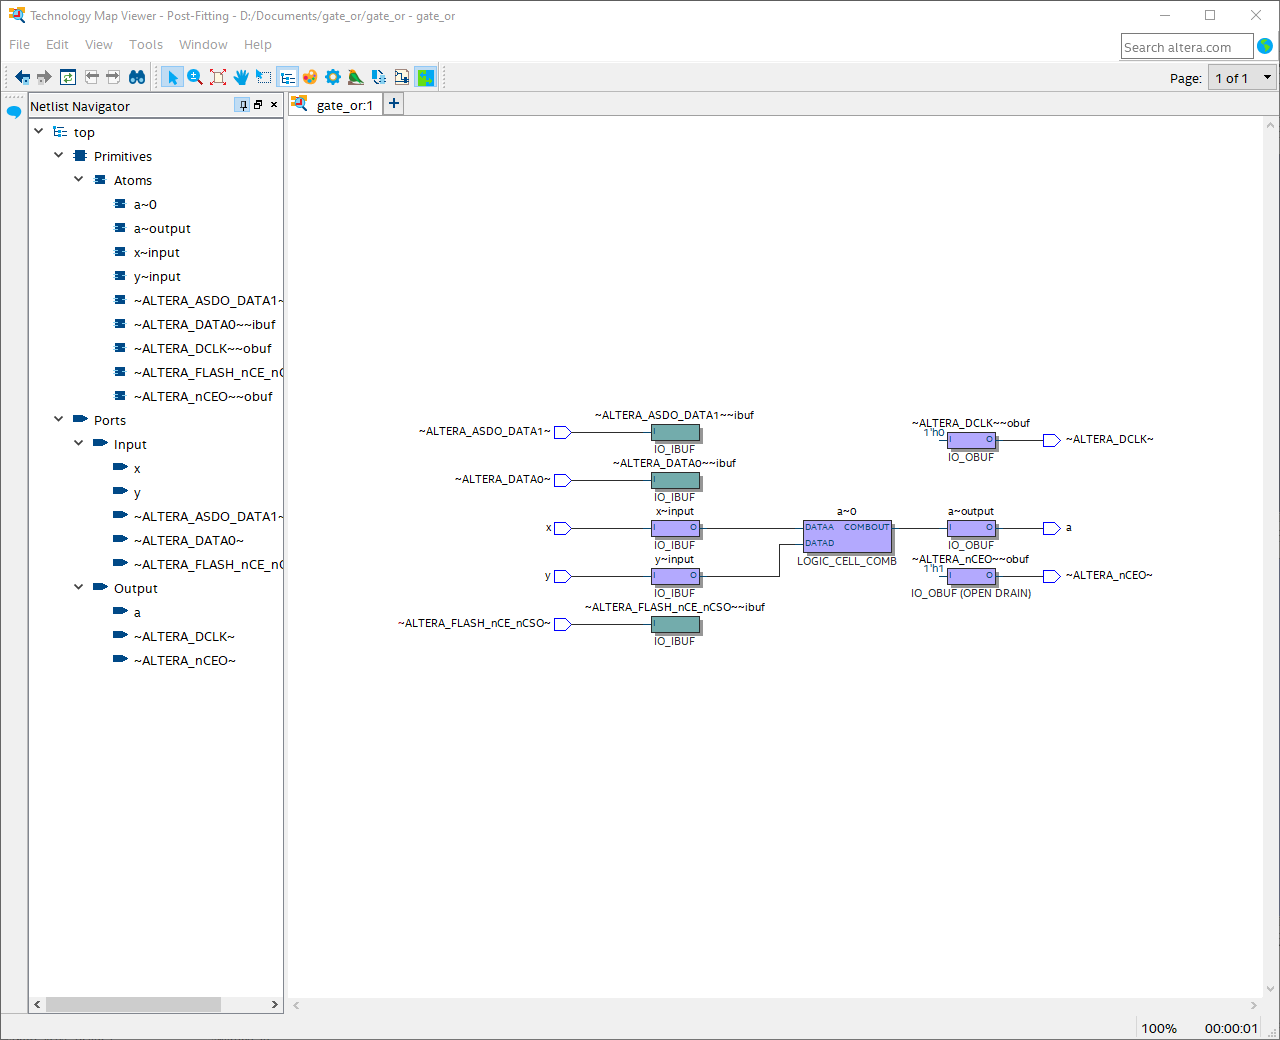 Technology Map Viewer - Post-Fitting - D:/Documents/gate_or/gate_or - gate_or
File Edit View Tools Window Help
Search altera.com
Page: 1 of 1
Netlist Navigator
gate_or:1
top
Primitives
Atoms
a~0
a~output
x~input
y~input
~ALTERA_ASDO_DATA1~
~ALTERA_DATA0~~ibuf
~ALTERA_DCLK~~obuf
~ALTERA_FLASH_nCE_nC
~ALTERA_nCEO~~obuf
Ports
Input
x
y
~ALTERA_ASDO_DATA1~
~ALTERA_DATA0~
~ALTERA_FLASH_nCE_nC
Output
a
~ALTERA_DCLK~
~ALTERA_nCEO~
~ALTERA_ASDO_DATA1~~ibuf
~ALTERA_ASDO_DATA1~
I
IO_IBUF
~ALTERA_DCLK~~obuf
1'h0
I O
~ALTERA_DCLK~
IO_OBUF
~ALTERA_DATA0~~ibuf
~ALTERA_DATA0~
I
IO_IBUF
x~input
x
I O
IO_IBUF
a~0
DATAA COMBOUT
DATAD
LOGIC_CELL_COMB
a~output
I O
a
IO_OBUF
y~input
y
I O
IO_IBUF
~ALTERA_nCEO~~obuf
1'h1
I O
~ALTERA_nCEO~
IO_OBUF (OPEN DRAIN)
~ALTERA_FLASH_nCE_nCSO~~ibuf
~ALTERA_FLASH_nCE_nCSO~
I
IO_IBUF
100% 00:00:01